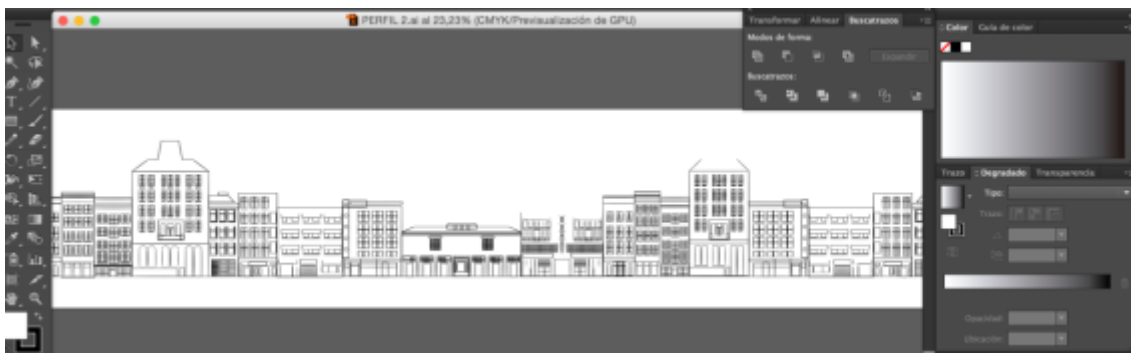 PERFIL 2.ai al 23,23% (CMYK/Previsualización de GPU)
Transformar Alinear Buscatrazos
Modos de forma:
Expandir
Buscatrazos:
Color Guía de color
Trazo Degradado Transparencia
Tipo:
Trazo:
Opacidad:
Ubicación: